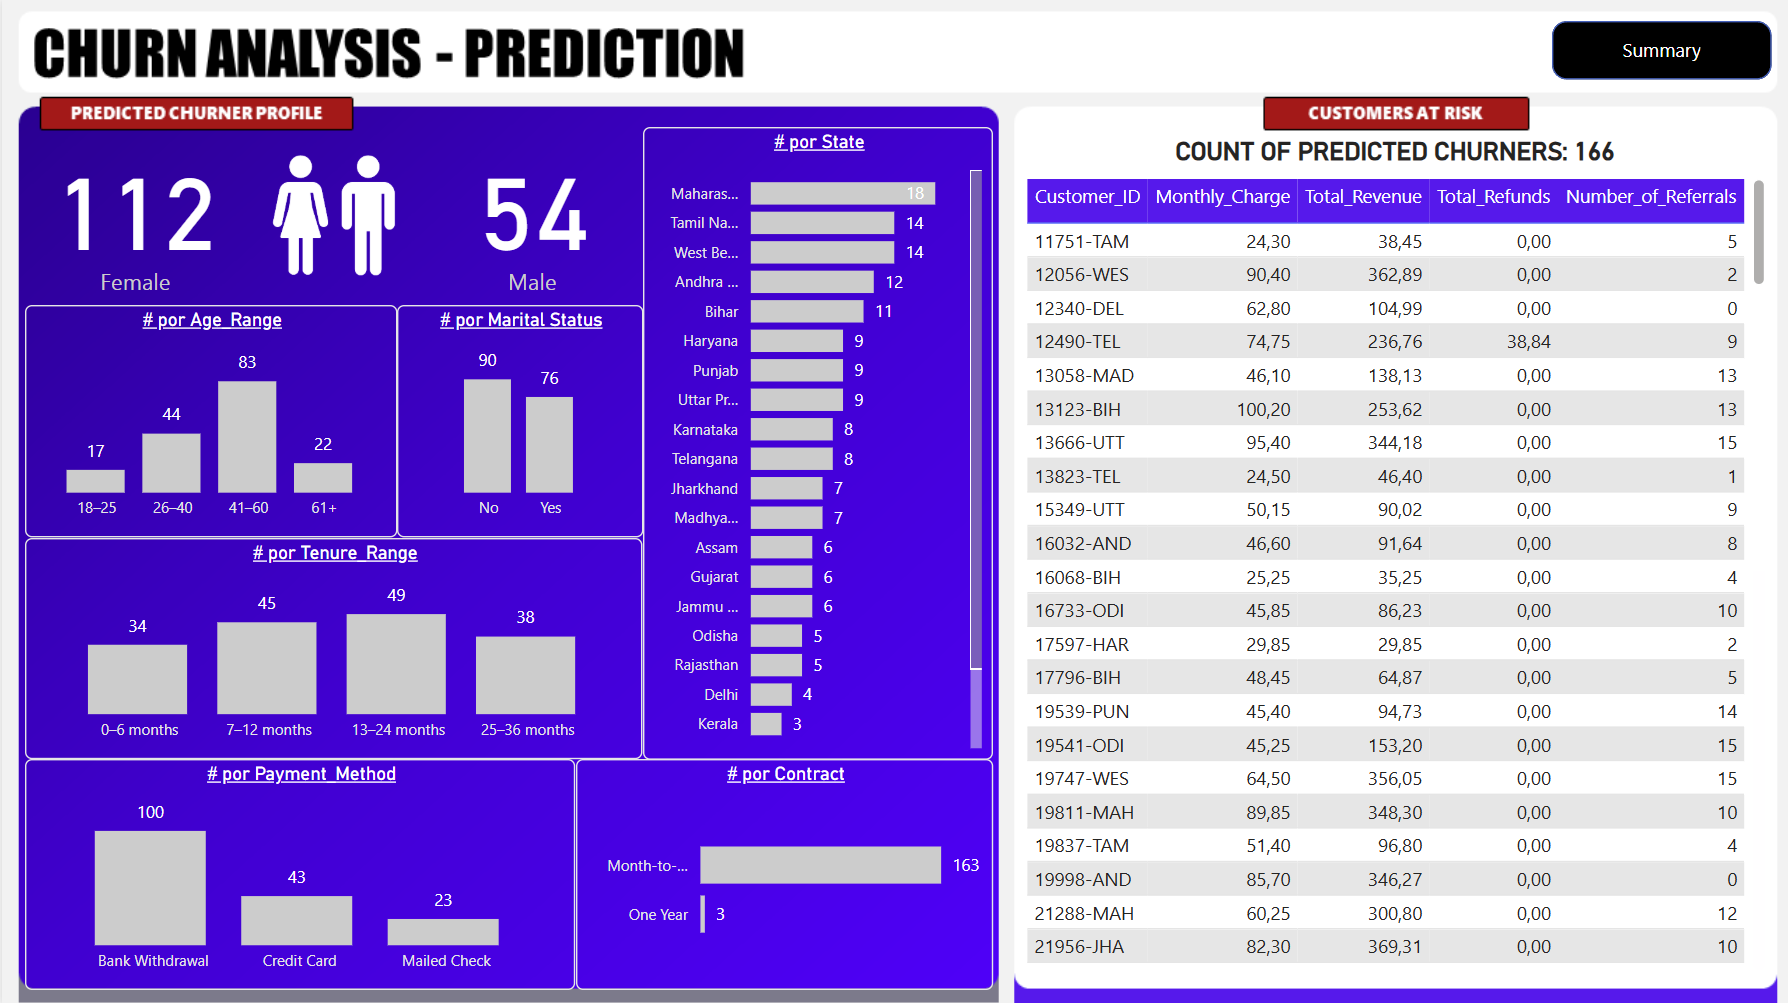 CHURN ANALYSIS - PREDICTION
Summary
PREDICTED CHURNER PROFILE
112
Female
54
Male
# por Age_Range
17
44
83
22
18–25
26–40
41–60
61+
# por Marital Status
90
76
No
Yes
# por Tenure_Range
34
45
49
38
0–6 months
7–12 months
13–24 months
25–36 months
# por State
Maharas... 18
Tamil Na... 14
West Be... 14
Andhra ... 12
Bihar 11
Haryana 9
Punjab 9
Uttar Pr... 9
Karnataka 8
Telangana 8
Jharkhand 7
Madhya... 7
Assam 6
Gujarat 6
Jammu ... 6
Odisha 5
Rajasthan 5
Delhi 4
Kerala 3
# por Payment_Method
100
43
23
Bank Withdrawal
Credit Card
Mailed Check
# por Contract
Month-to-... 163
One Year 3
CUSTOMERS AT RISK
COUNT OF PREDICTED CHURNERS: 166
Customer_ID Monthly_Charge Total_Revenue Total_Refunds Number_of_Referrals
11751-TAM 24,30 38,45 0,00 5
12056-WES 90,40 362,89 0,00 2
12340-DEL 62,80 104,99 0,00 0
12490-TEL 74,75 236,76 38,84 9
13058-MAD 46,10 138,13 0,00 13
13123-BIH 100,20 253,62 0,00 13
13666-UTT 95,40 344,18 0,00 15
13823-TEL 24,50 46,40 0,00 1
15349-UTT 50,15 90,02 0,00 9
16032-AND 46,60 91,64 0,00 8
16068-BIH 25,25 35,25 0,00 4
16733-ODI 45,85 86,23 0,00 10
17597-HAR 29,85 29,85 0,00 2
17796-BIH 48,45 64,87 0,00 5
19539-PUN 45,40 94,73 0,00 14
19541-ODI 45,25 153,20 0,00 15
19747-WES 64,50 356,05 0,00 15
19811-MAH 89,85 348,30 0,00 10
19837-TAM 51,40 96,80 0,00 4
19998-AND 85,70 346,27 0,00 0
21288-MAH 60,25 300,80 0,00 12
21956-JHA 82,30 369,31 0,00 10